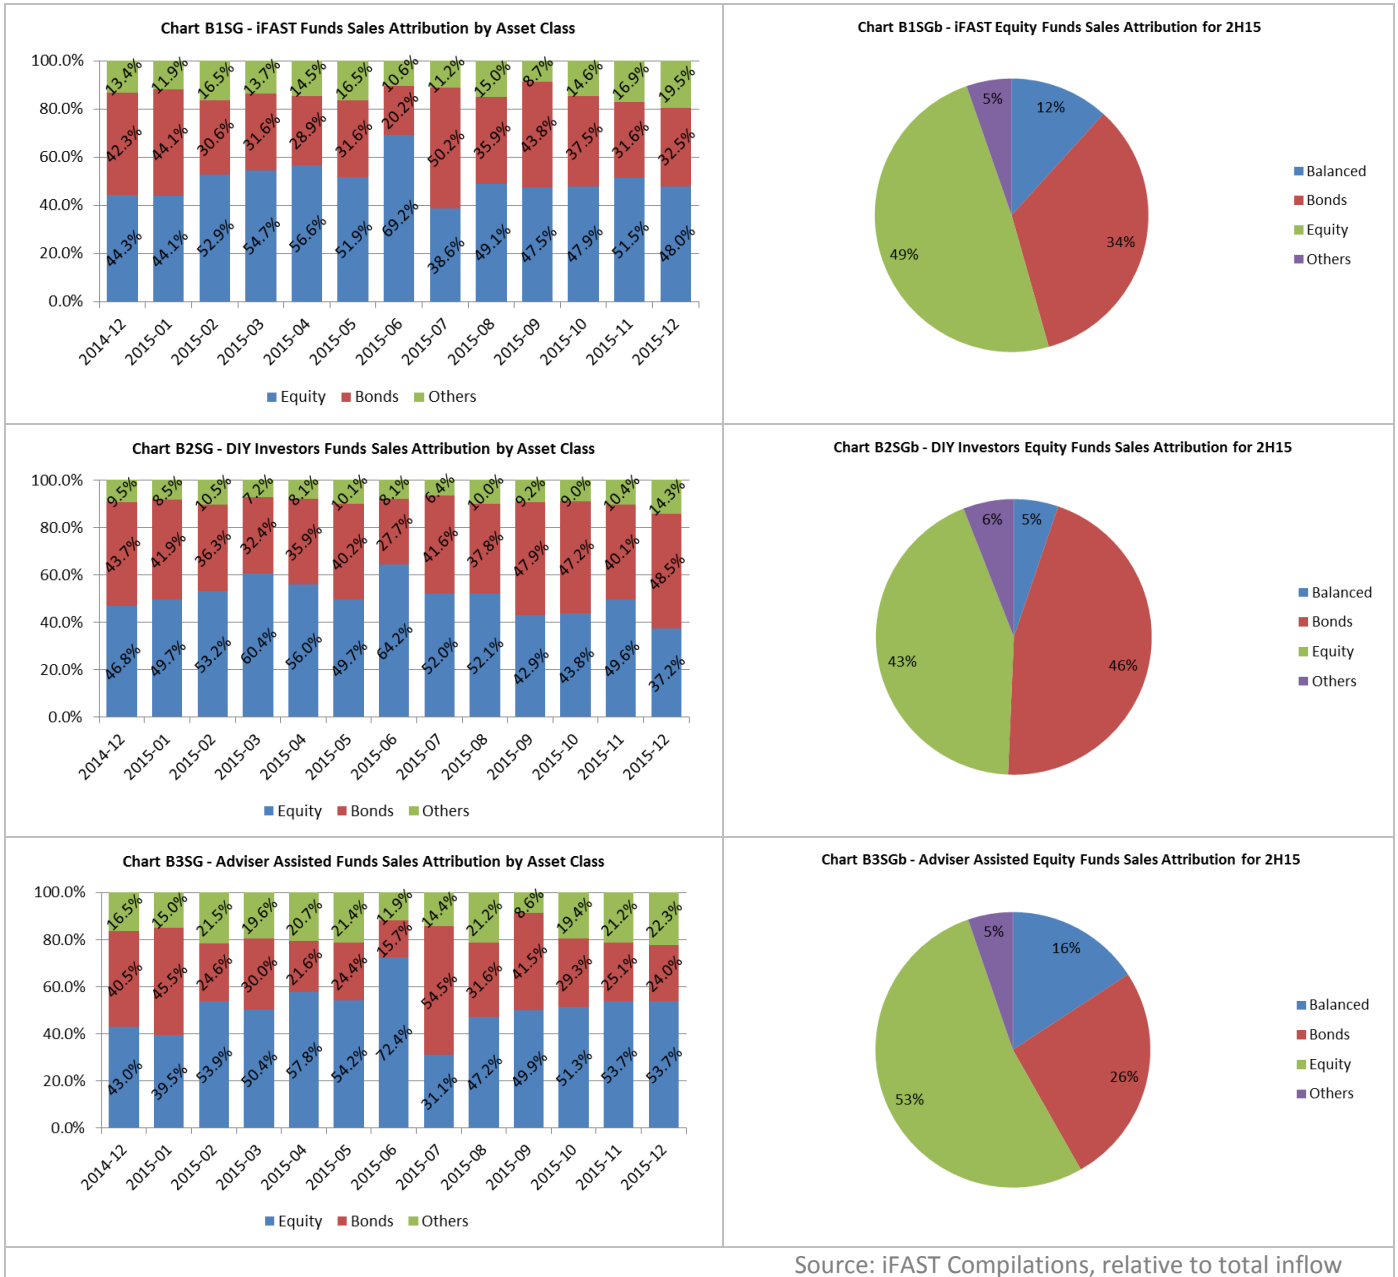 Chart B1SG - iFAST Funds Sales Attribution by Asset Class
100.0%
80.0%
60.0%
40.0%
20.0%
0.0%
13.4% 11.9% 16.5% 13.7% 14.5% 16.5% 10.6% 11.2% 15.0% 8.7% 14.6% 16.9% 19.5%
42.3% 44.1% 30.6% 31.6% 28.9% 31.6% 20.2% 50.2% 35.9% 43.8% 37.5% 31.6% 32.5%
44.3% 44.1% 52.9% 54.7% 56.6% 51.9% 69.2% 38.6% 49.1% 47.5% 47.9% 51.5% 48.0%
2014-12 2015-01 2015-02 2015-03 2015-04 2015-05 2015-06 2015-07 2015-08 2015-09 2015-10 2015-11 2015-12
Equity Bonds Others
Chart B1SGb - iFAST Equity Funds Sales Attribution for 2H15
5%
12%
34%
49%
Balanced
Bonds
Equity
Others
Chart B2SG - DIY Investors Funds Sales Attribution by Asset Class
100.0%
80.0%
60.0%
40.0%
20.0%
0.0%
9.5% 8.5% 10.5% 7.2% 8.1% 10.1% 8.1% 6.4% 10.0% 9.2% 9.0% 10.4% 14.3%
43.7% 41.9% 36.3% 32.4% 35.9% 40.2% 27.7% 41.6% 37.8% 47.9% 47.2% 40.1% 48.5%
46.8% 49.7% 53.2% 60.4% 56.0% 49.7% 64.2% 52.0% 52.1% 42.9% 43.8% 49.6% 37.2%
2014-12 2015-01 2015-02 2015-03 2015-04 2015-05 2015-06 2015-07 2015-08 2015-09 2015-10 2015-11 2015-12
Equity Bonds Others
Chart B2SGb - DIY Investors Equity Funds Sales Attribution for 2H15
6%
5%
43%
46%
Balanced
Bonds
Equity
Others
Chart B3SG - Adviser Assisted Funds Sales Attribution by Asset Class
100.0%
80.0%
60.0%
40.0%
20.0%
0.0%
16.5% 15.0% 21.5% 19.6% 20.7% 21.4% 11.9% 14.4% 21.2% 8.6% 19.4% 21.2% 22.3%
40.5% 45.5% 24.6% 30.0% 21.6% 24.4% 15.7% 54.5% 31.6% 41.5% 29.3% 25.1% 24.0%
43.0% 39.5% 53.9% 50.4% 57.8% 54.2% 72.4% 31.1% 47.2% 49.9% 51.3% 53.7% 53.7%
2014-12 2015-01 2015-02 2015-03 2015-04 2015-05 2015-06 2015-07 2015-08 2015-09 2015-10 2015-11 2015-12
Equity Bonds Others
Chart B3SGb - Adviser Assisted Equity Funds Sales Attribution for 2H15
5%
16%
26%
53%
Balanced
Bonds
Equity
Others
Source: iFAST Compilations, relative to total inflow